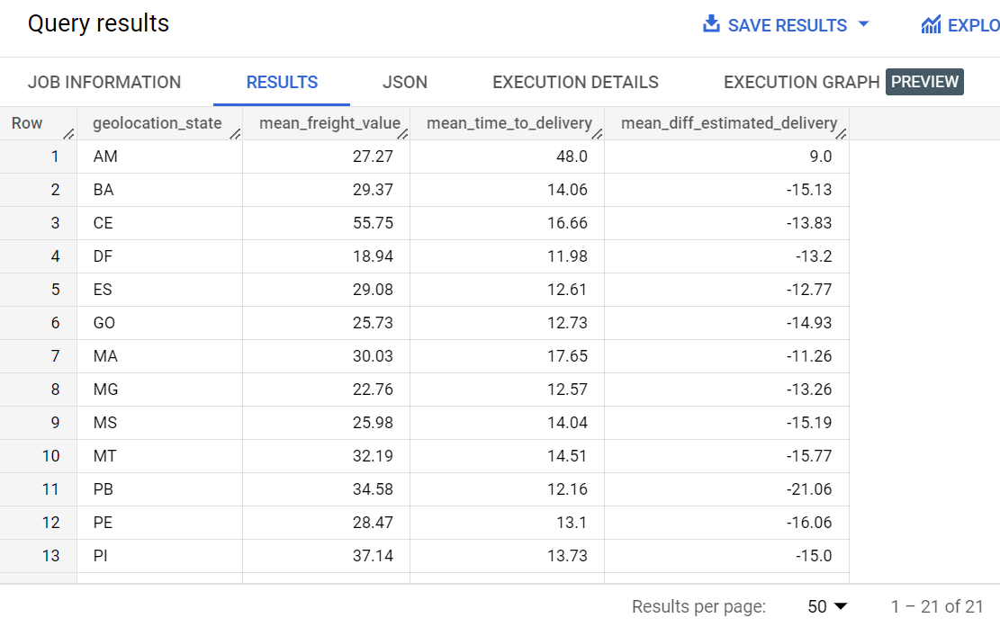 Query results SAVE RESULTS EXPLO
JOB INFORMATION RESULTS JSON EXECUTION DETAILS EXECUTION GRAPH PREVIEW
Row geolocation_state mean_freight_value mean_time_to_delivery mean_diff_estimated_delivery
1 AM 27.27 48.0 9.0
2 BA 29.37 14.06 -15.13
3 CE 55.75 16.66 -13.83
4 DF 18.94 11.98 -13.2
5 ES 29.08 12.61 -12.77
6 GO 25.73 12.73 -14.93
7 MA 30.03 17.65 -11.26
8 MG 22.76 12.57 -13.26
9 MS 25.98 14.04 -15.19
10 MT 32.19 14.51 -15.77
11 PB 34.58 12.16 -21.06
12 PE 28.47 13.1 -16.06
13 PI 37.14 13.73 -15.0
Results per page: 50 1 – 21 of 21